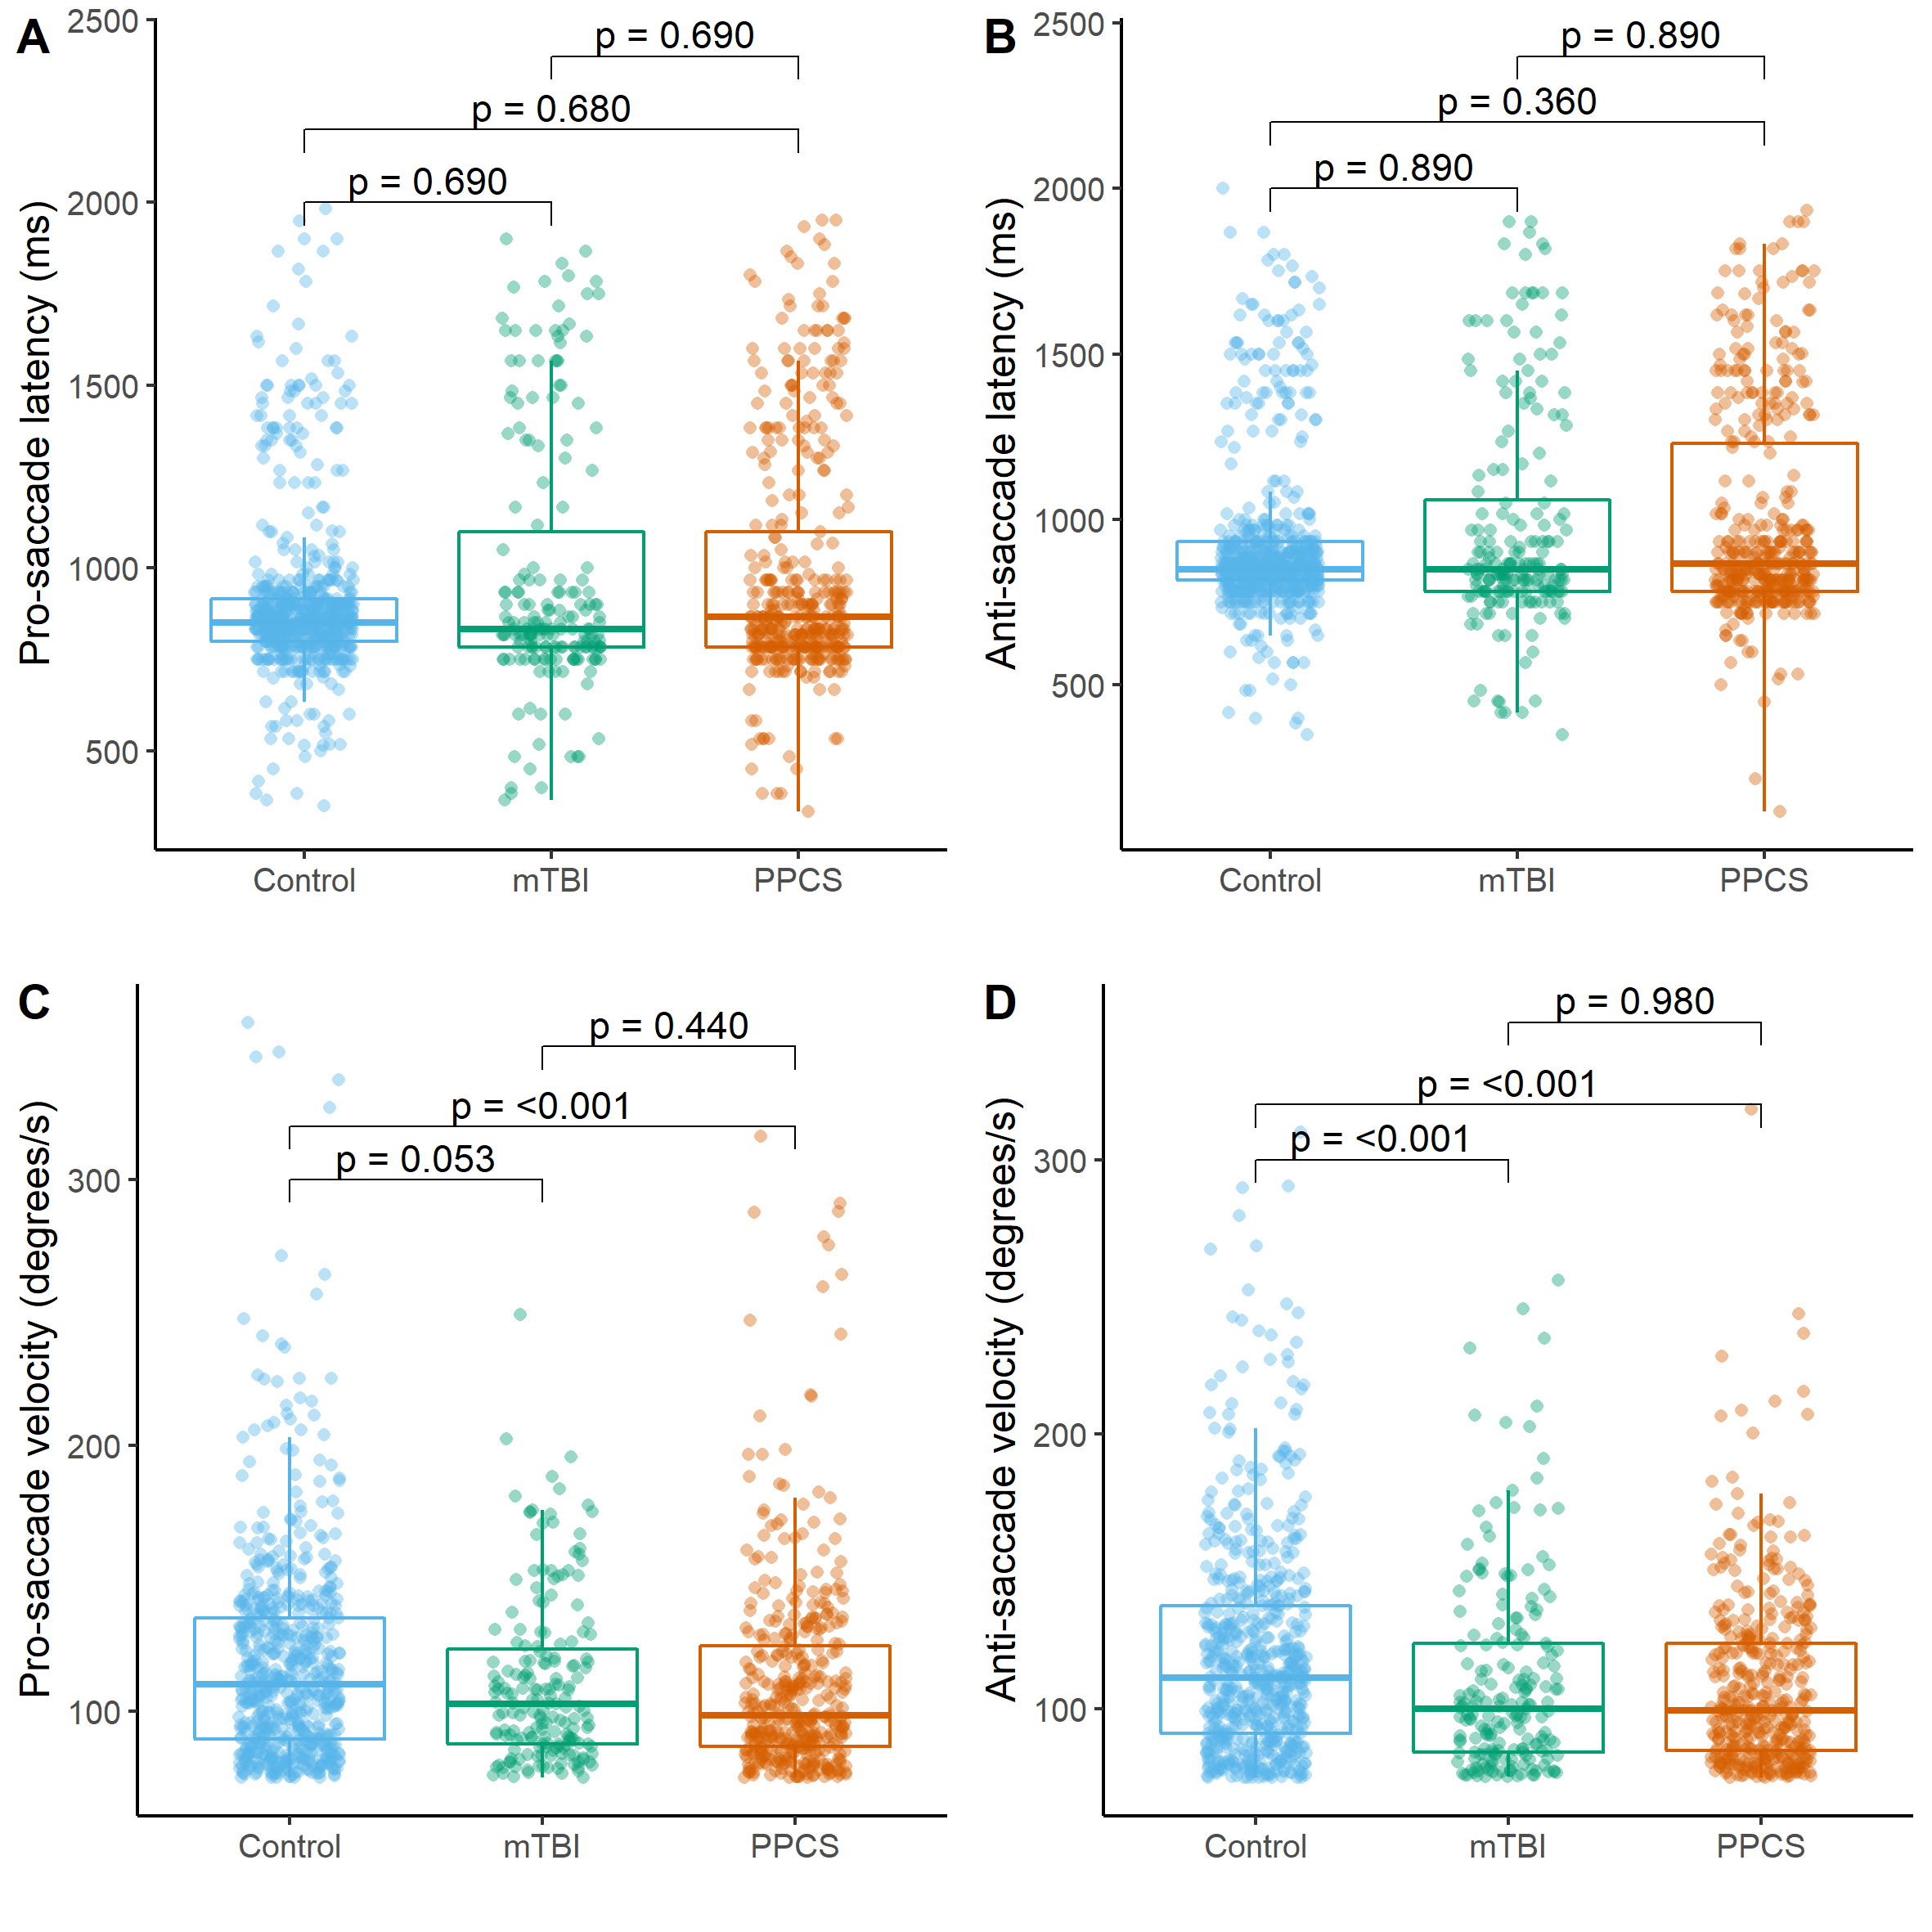 A
Pro-saccade latency (ms)
2500
2000
1500
1000
500
p = 0.690
p = 0.680
p = 0.690
Control
mTBI
PPCS
B
Anti-saccade latency (ms)
2500
2000
1500
1000
500
p = 0.890
p = 0.360
p = 0.890
Control
mTBI
PPCS
C
Pro-saccade velocity (degrees/s)
300
200
100
p = 0.440
p = <0.001
p = 0.053
Control
mTBI
PPCS
D
Anti-saccade velocity (degrees/s)
300
200
100
p = 0.980
p = <0.001
p = <0.001
Control
mTBI
PPCS